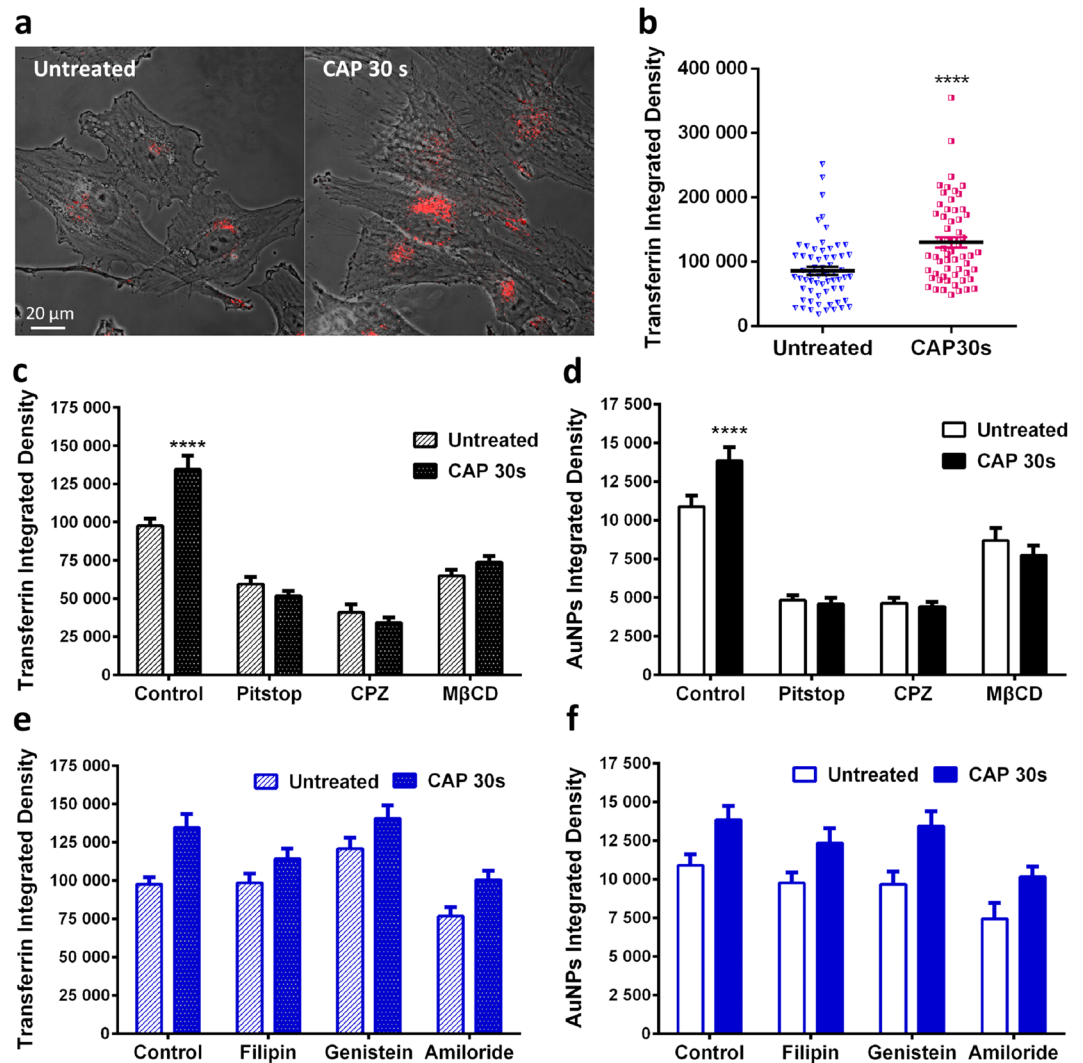 a
Untreated
CAP 30 s
20 µm
b
Transferrin Integrated Density
400 000
300 000
200 000
100 000
0
****
Untreated
CAP30s
c
Transferrin Integrated Density
175 000
150 000
125 000
100 000
75 000
50 000
25 000
0
****
Untreated
CAP 30s
Control
Pitstop
CPZ
MβCD
d
AuNPs Integrated Density
17 500
15 000
12 500
10 000
7 500
5 000
2 500
0
****
Untreated
CAP 30s
Control
Pitstop
CPZ
MβCD
e
Transferrin Integrated Density
175 000
150 000
125 000
100 000
75 000
50 000
25 000
0
Untreated
CAP 30s
Control
Filipin
Genistein
Amiloride
f
AuNPs Integrated Density
17 500
15 000
12 500
10 000
7 500
5 000
2 500
0
Untreated
CAP 30s
Control
Filipin
Genistein
Amiloride